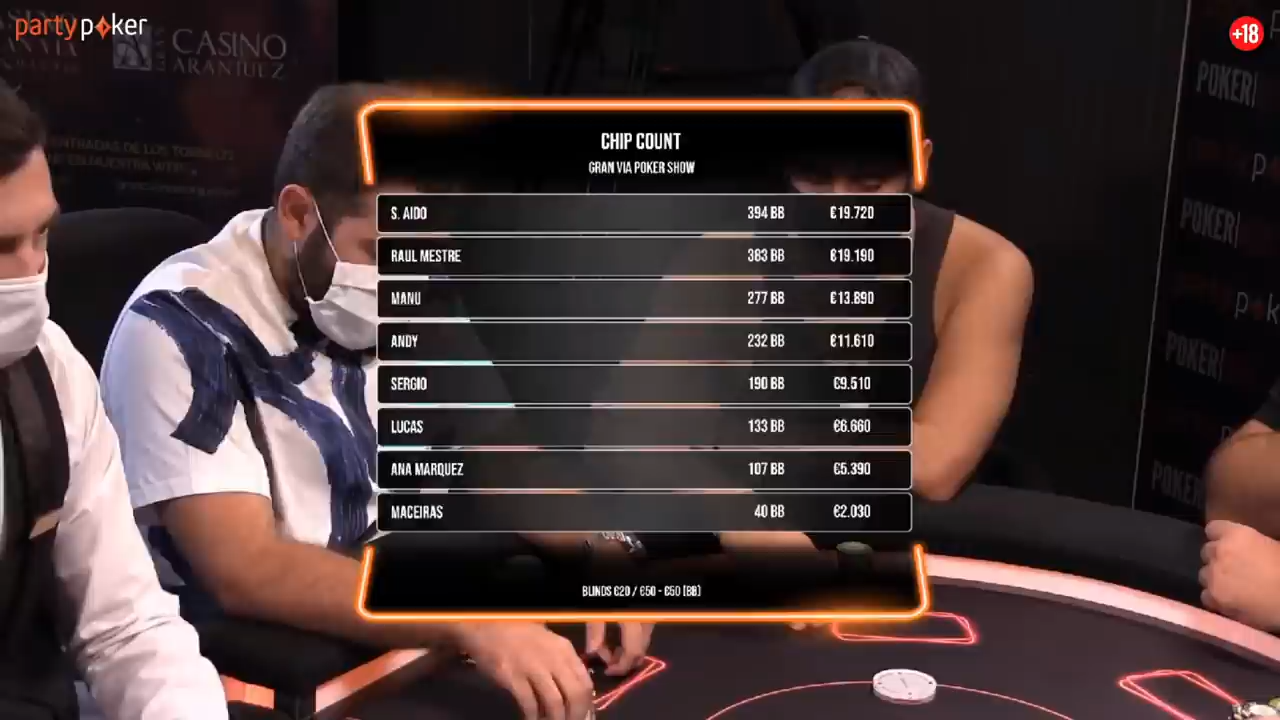 partypoker
+18
CASINO
ARANJUEZ
POKER
CHIP COUNT
GRAN VIA POKER SHOW
S. AIDO 394 BB €19.720
RAUL MESTRE 383 BB €19.190
MANU 277 BB €13.890
ANDY 232 BB €11.610
SERGIO 190 BB €9.510
LUCAS 133 BB €6.660
ANA MARQUEZ 107 BB €5.390
MACEIRAS 40 BB €2.030
POKER
POKER
POKER
BLINDS €20 / €50 - €50 (BB)